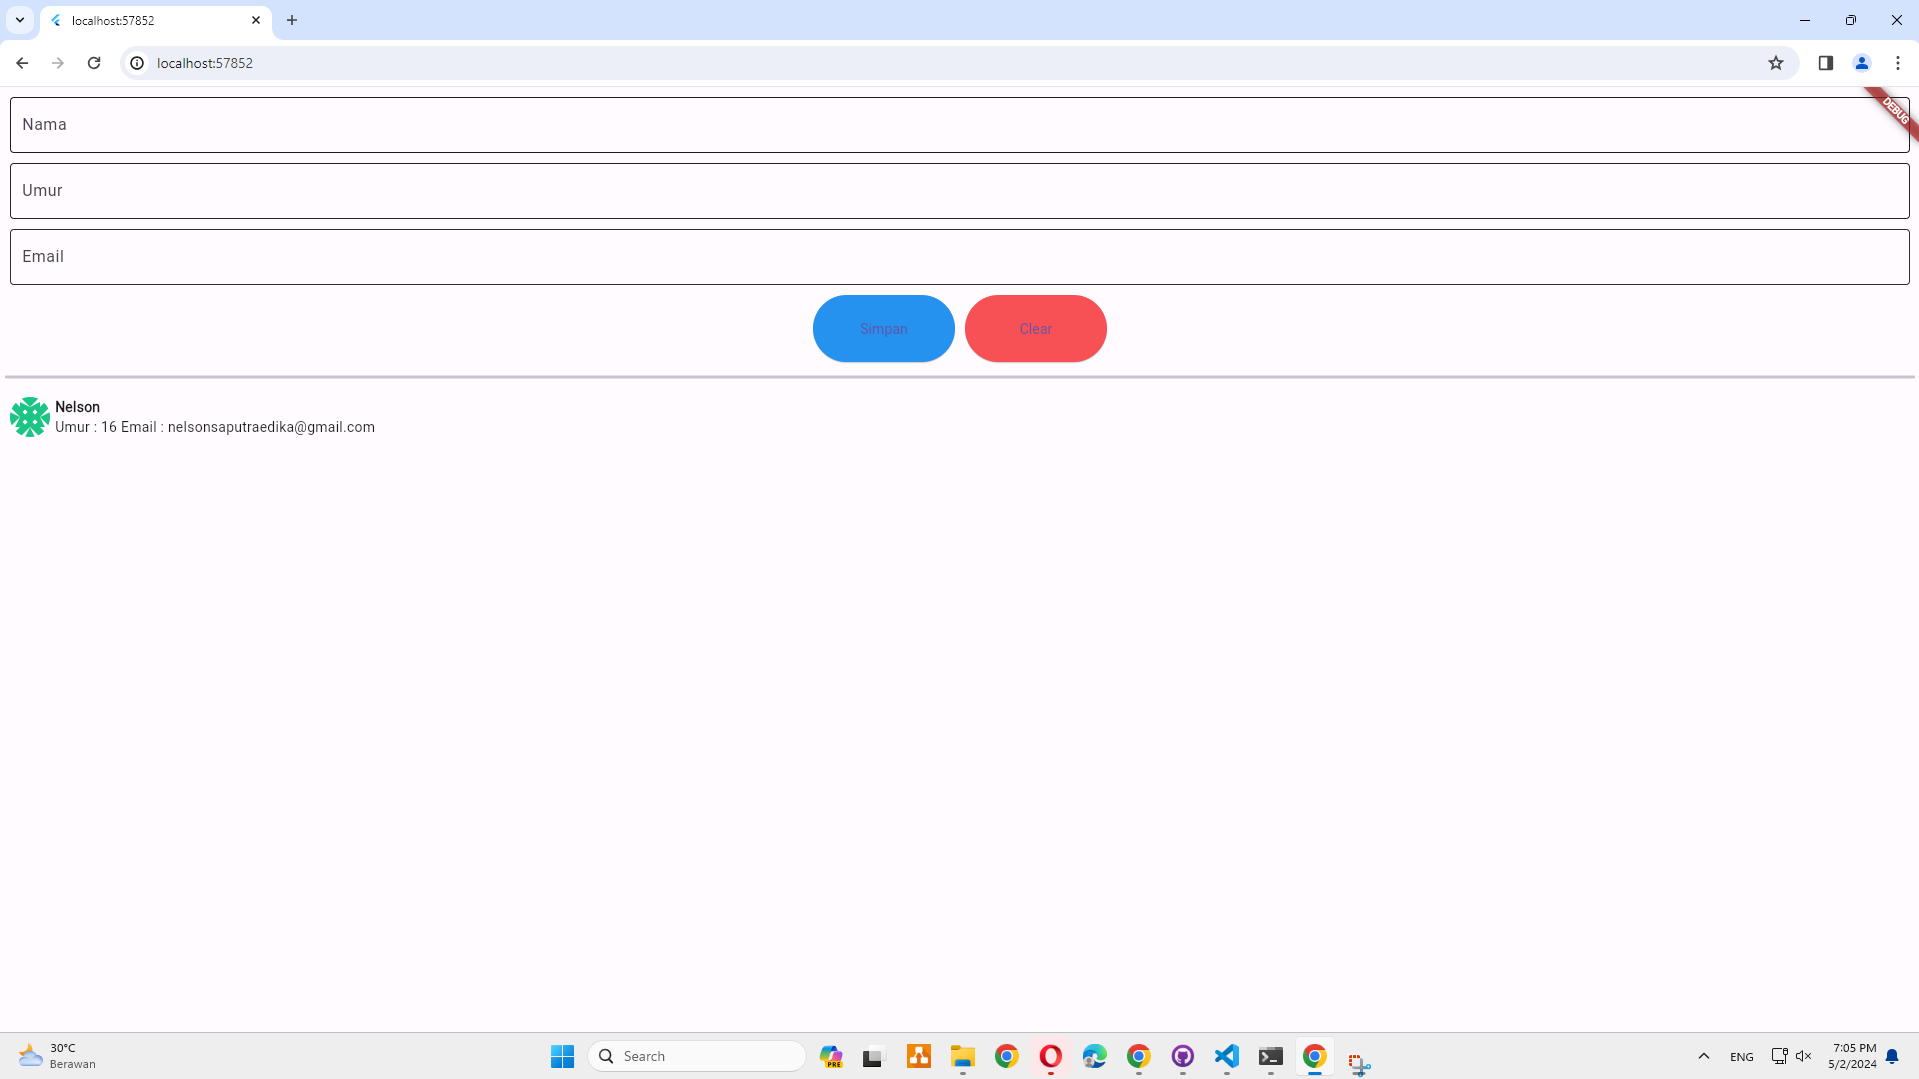 localhost:57852
localhost:57852
DEBUG
Nama
Umur
Email
Simpan
Clear
Nelson
Umur : 16 Email : nelsonsaputraedika@gmail.com
30°C
Berawan
Search
PRE
ENG
7:05 PM
5/2/2024